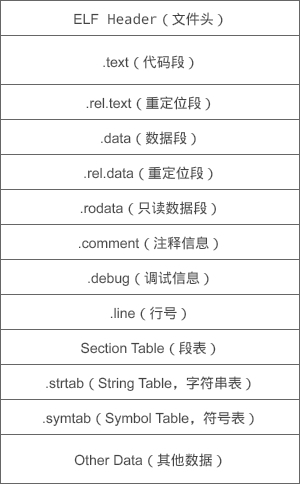 ELF Header（文件头）
.text（代码段）
.rel.text（重定位段）
.data（数据段）
.rel.data（重定位段）
.rodata（只读数据段）
.comment（注释信息）
.debug（调试信息）
.line（行号）
Section Table（段表）
.strtab（String Table，字符串表）
.symtab（Symbol Table，符号表）
Other Data（其他数据）